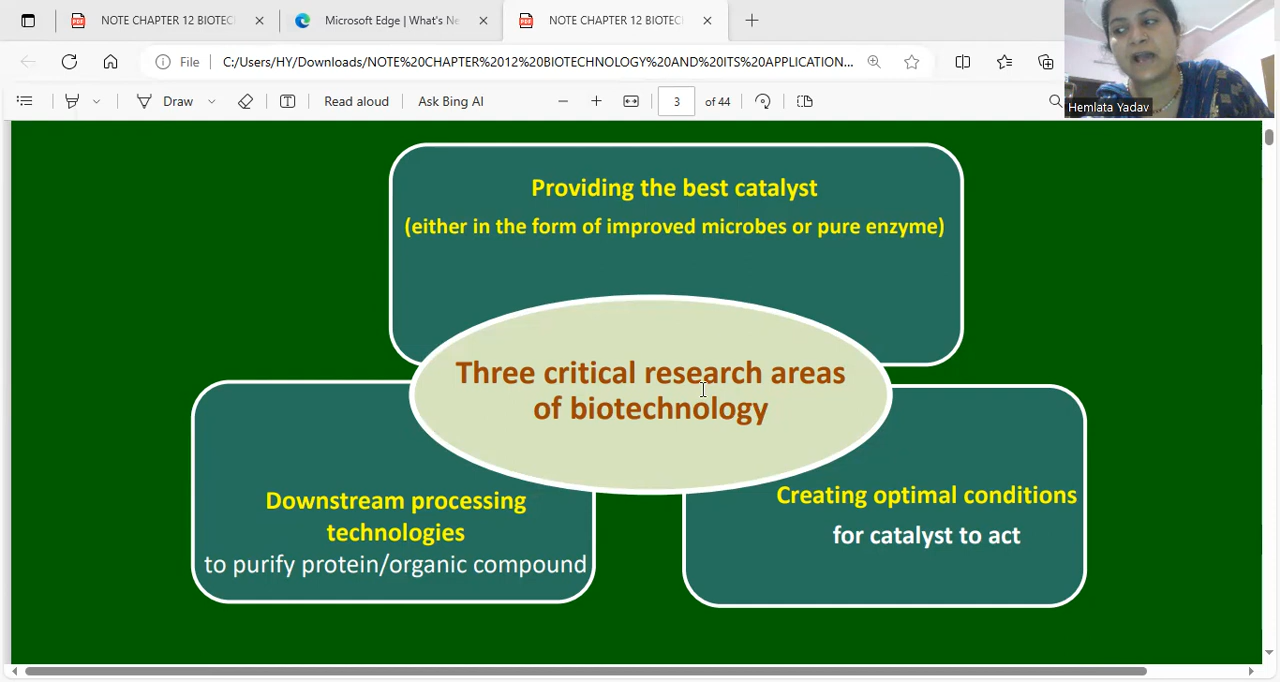 NOTE CHAPTER 12 BIOTEC
Microsoft Edge | What's Ne
NOTE CHAPTER 12 BIOTEC
File
C:/Users/HY/Downloads/NOTE%20CHAPTER%2012%20BIOTECHNOLOGY%20AND%20ITS%20APPLICATION...
Draw
Read aloud
Ask Bing AI
3
of 44
Hemlata Yadav
Providing the best catalyst
(either in the form of improved microbes or pure enzyme)
Three critical research areas
of biotechnology
Downstream processing
technologies
to purify protein/organic compound
Creating optimal conditions
for catalyst to act